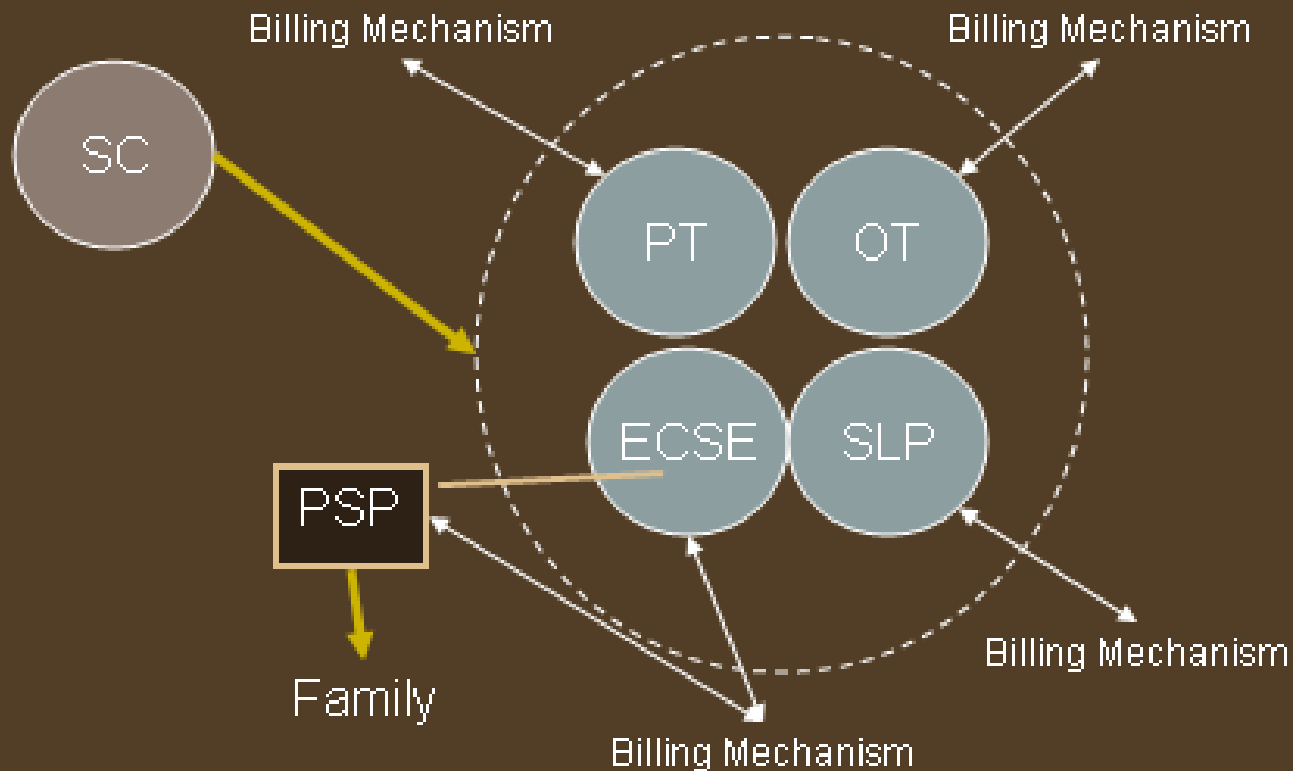 Billing Mechanism
Billing Mechanism
SC
PT
OT
ECSE
SLP
PSP
Billing Mechanism
Family
Billing Mechanism